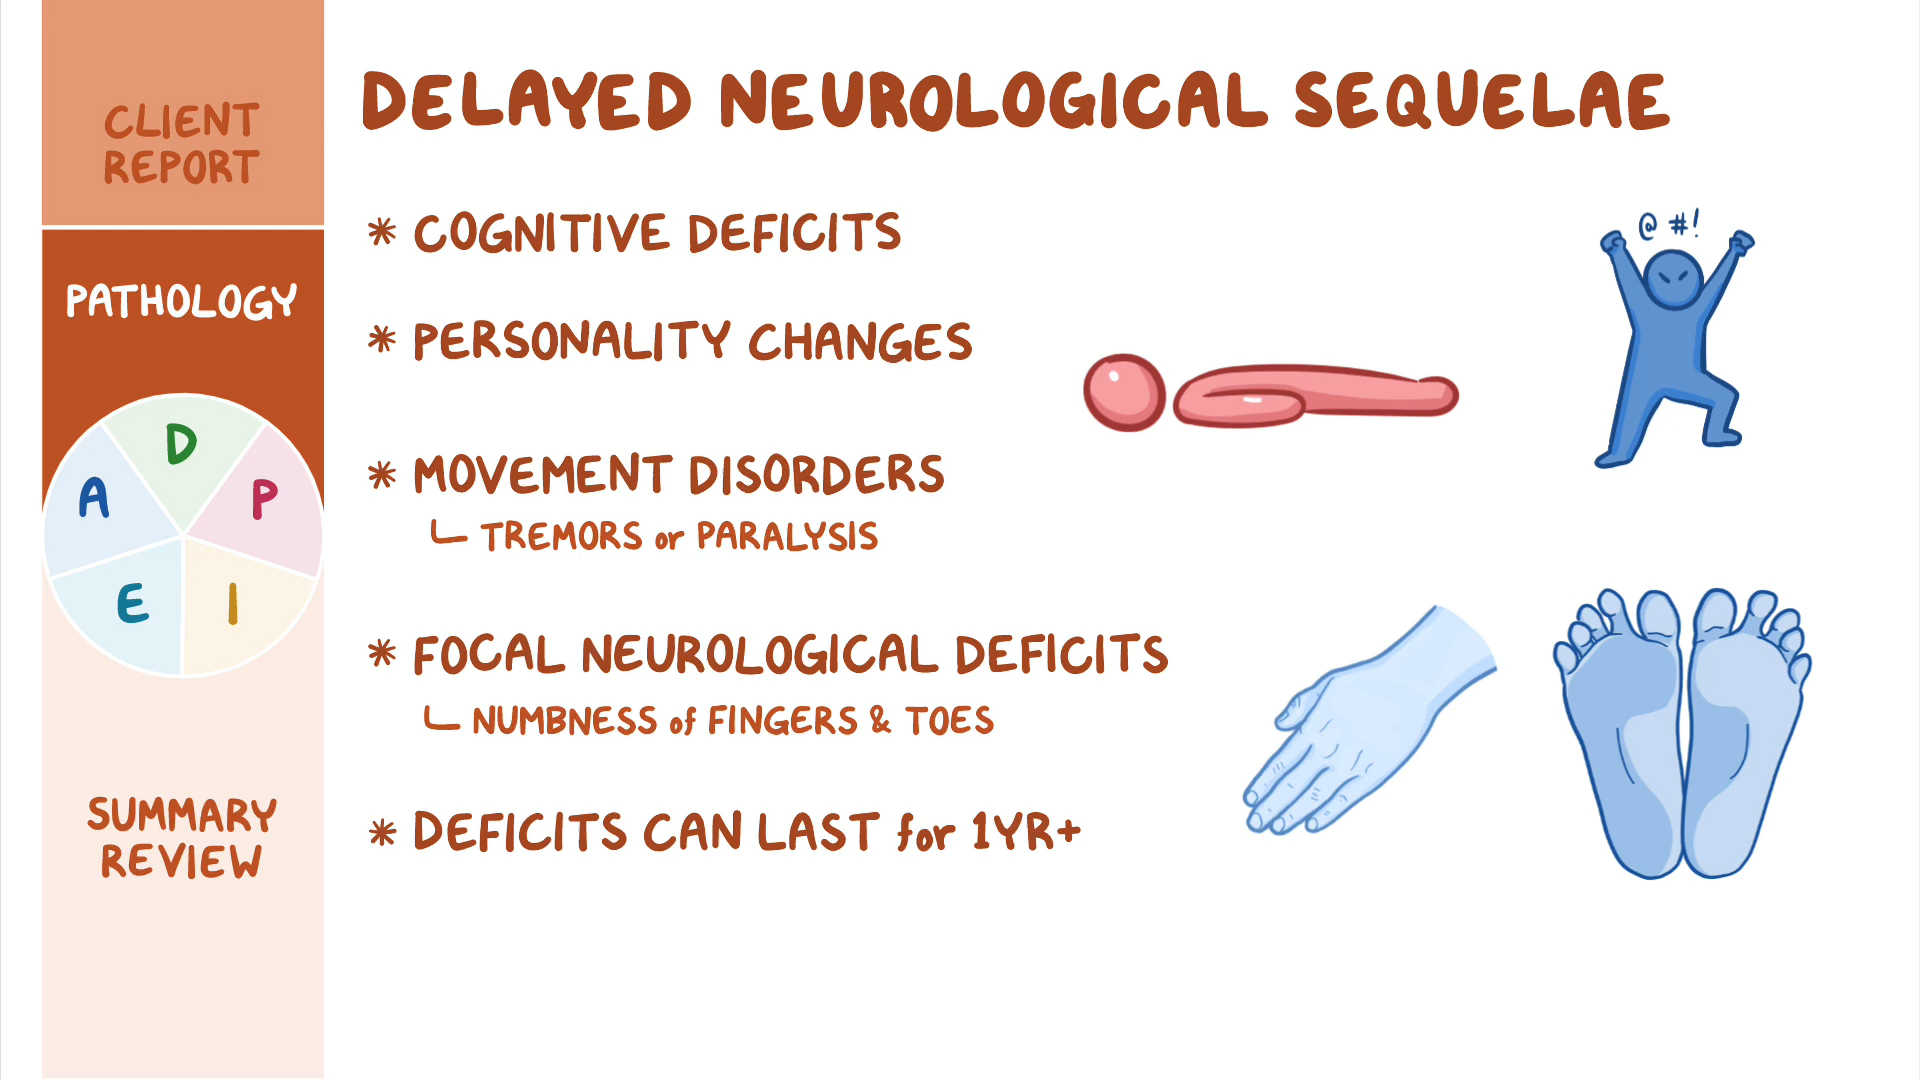 CLIENT
REPORT
PATHOLOGY
A
D
P
E
I
SUMMARY
REVIEW
DELAYED NEUROLOGICAL SEQUELAE
* COGNITIVE DEFICITS
* PERSONALITY CHANGES
* MOVEMENT DISORDERS
TREMORS or PARALYSIS
* FOCAL NEUROLOGICAL DEFICITS
NUMBNESS of FINGERS & TOES
* DEFICITS CAN LAST for 1YR+
@ #!